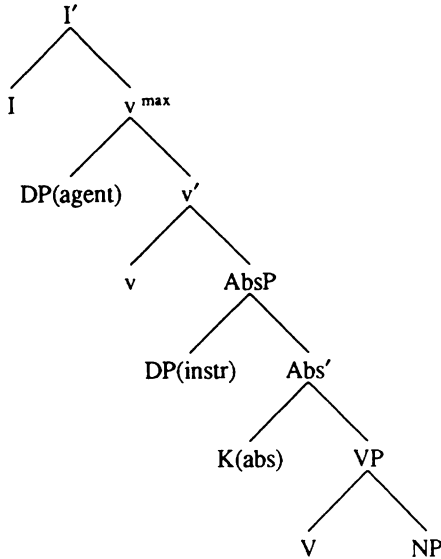 I′
I v max
DP(agent) v′
v AbsP
DP(instr) Abs′
K(abs) VP
V NP